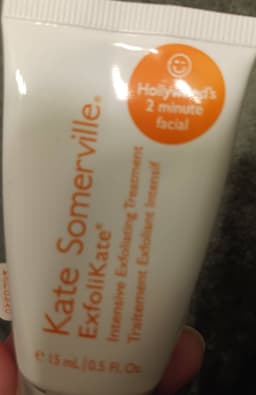 Hollywood's
2 minute
facial
Kate Somerville®
ExfoliKate®
Intensive Exfoliating Treatment
Traitement Exfoliant Intensif
e 15 mL | 0.5 Fl. Oz